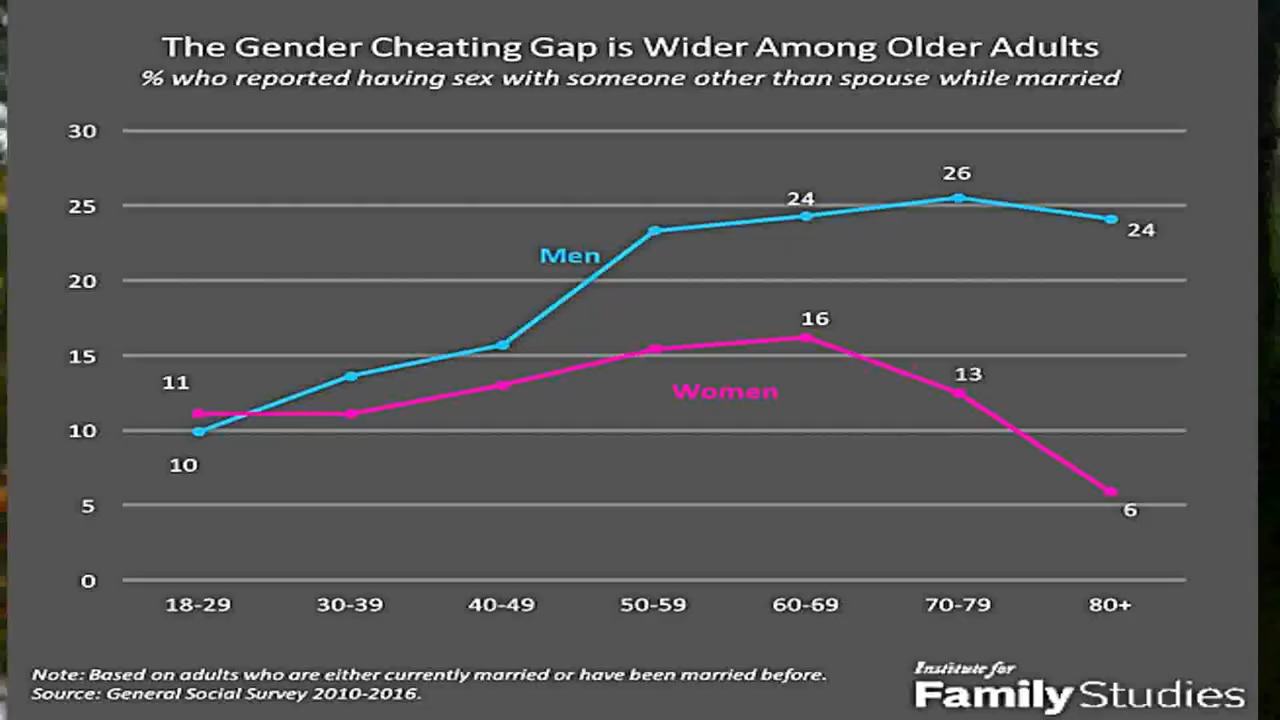 The Gender Cheating Gap is Wider Among Older Adults
% who reported having sex with someone other than spouse while married
30
26
24
25
24
Men
20
16
15
11
13
Women
10
10
5
6
0
18-29 30-39 40-49 50-59 60-69 70-79 80+
Note: Based on adults who are either currently married or have been married before.
Source: General Social Survey 2010-2016.
Institute for
FamilyStudies